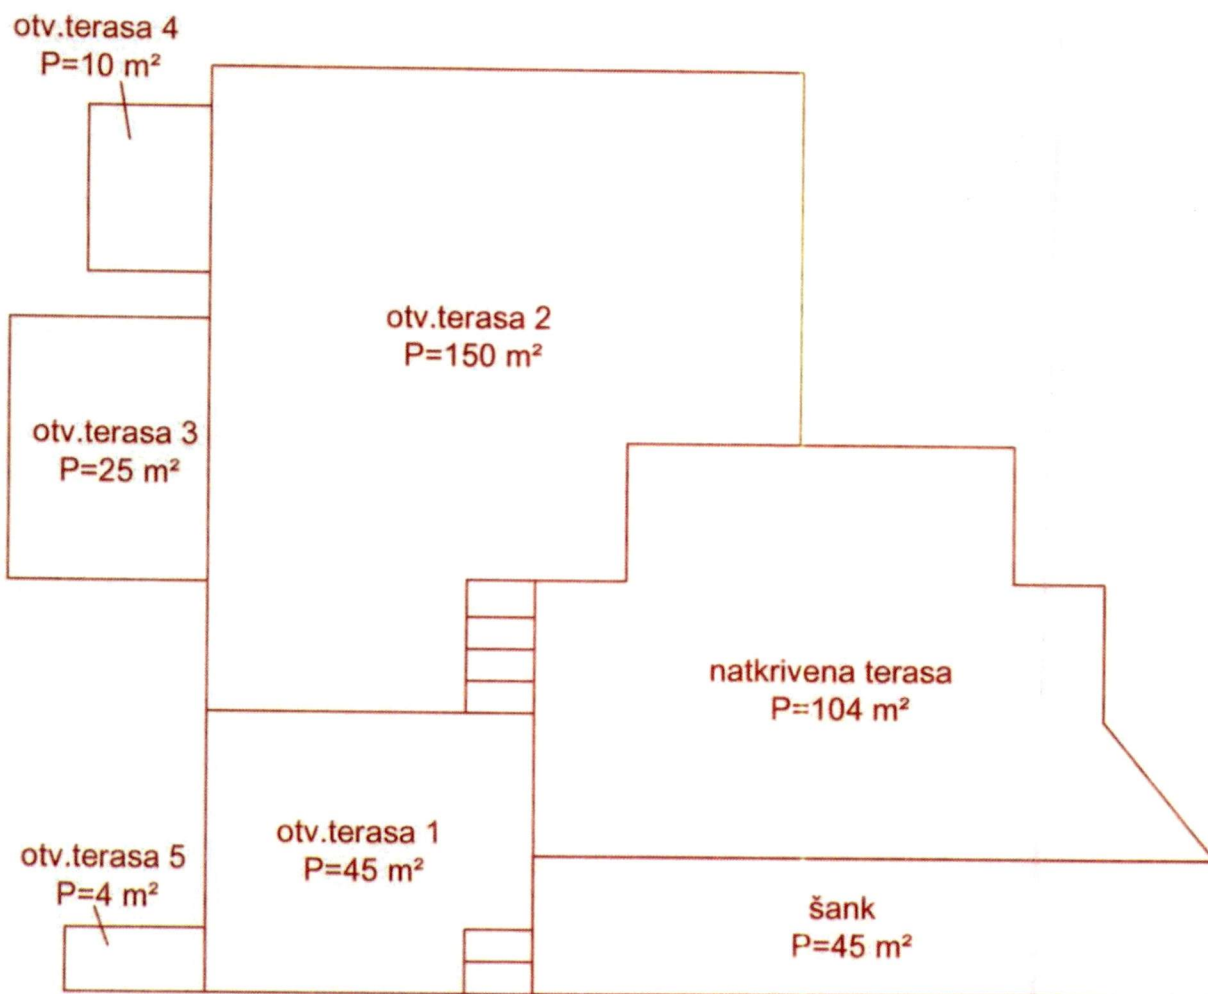 otv.terasa 4
P=10 m²
otv.terasa 2
P=150 m²
otv.terasa 3
P=25 m²
natkrivena terasa
P=104 m²
otv.terasa 1
P=45 m²
otv.terasa 5
P=4 m²
šank
P=45 m²